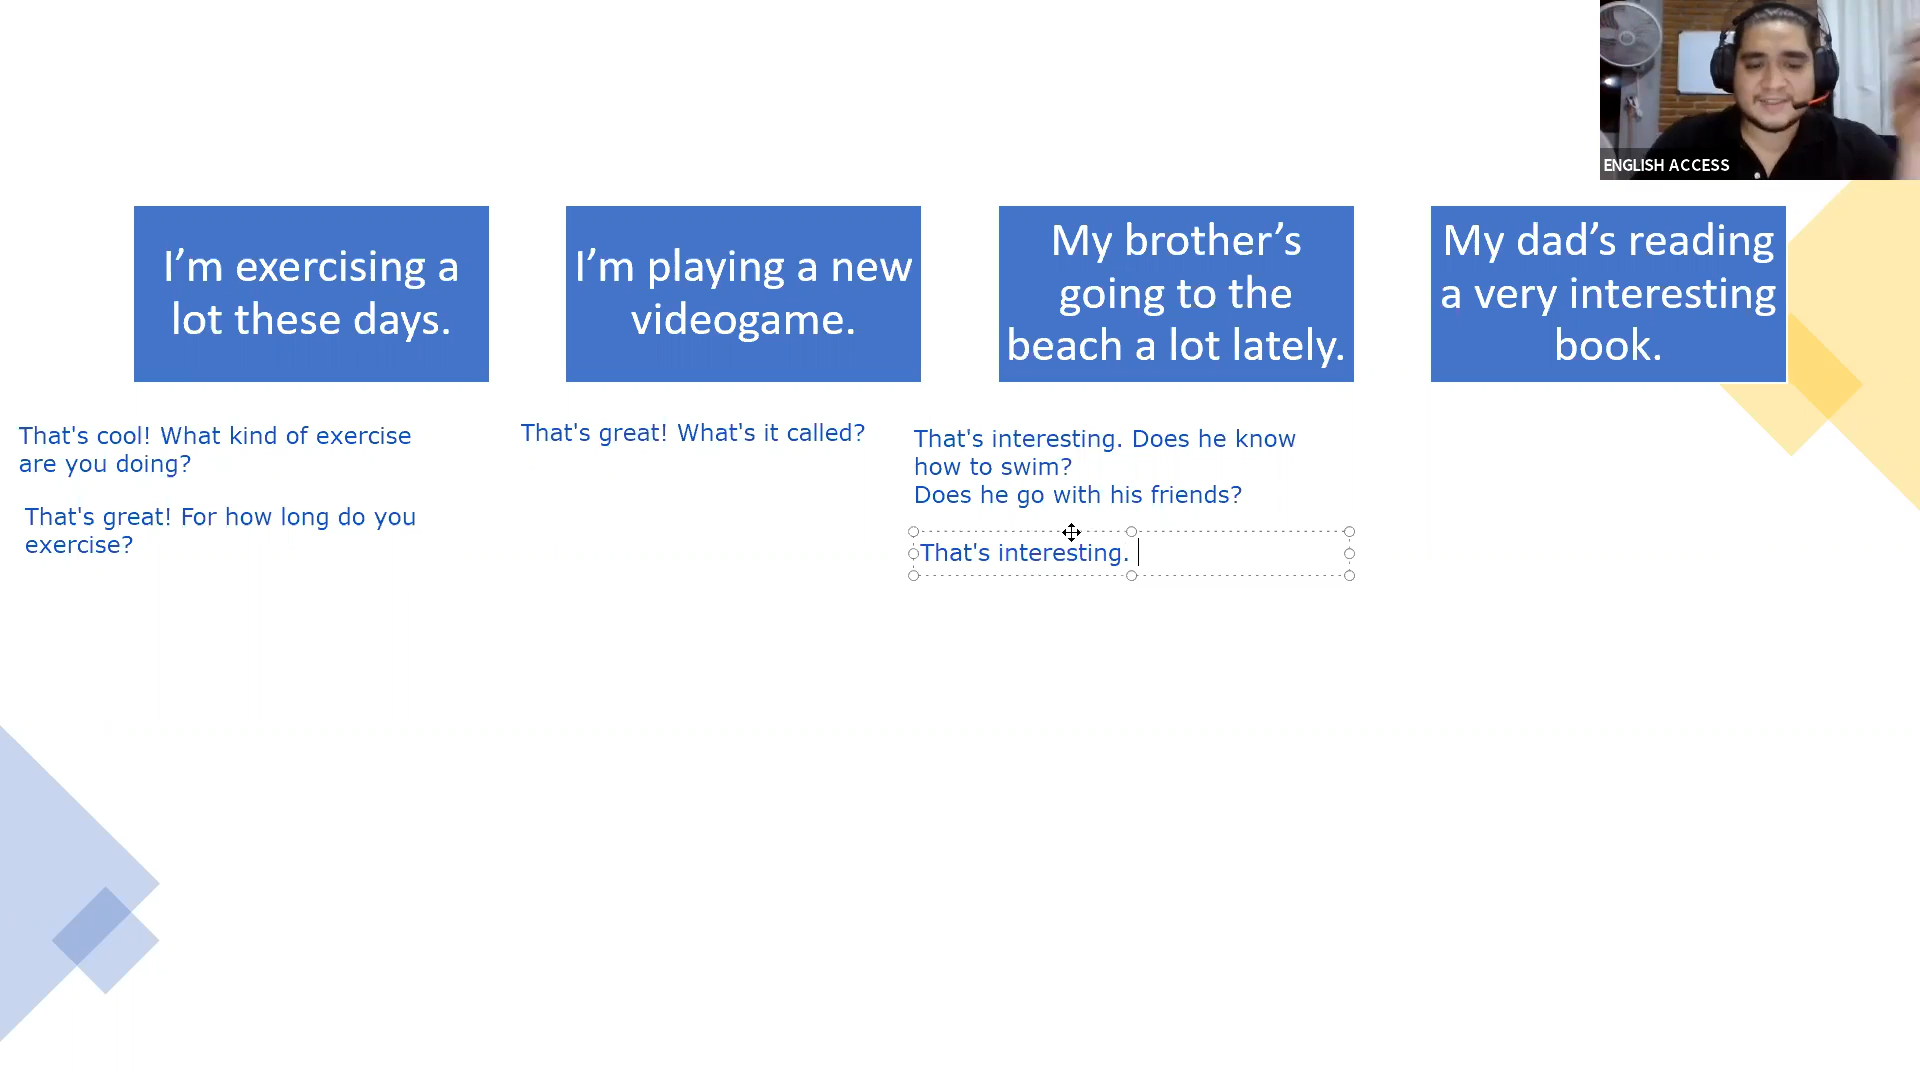 ENGLISH ACCESS
I’m exercising a
lot these days.
I’m playing a new
videogame.
My brother’s
going to the
beach a lot lately.
My dad’s reading
a very interesting
book.
That's cool! What kind of exercise
are you doing?
That's great! For how long do you
exercise?
That's great! What's it called?
That's interesting. Does he know
how to swim?
Does he go with his friends?
That's interesting.